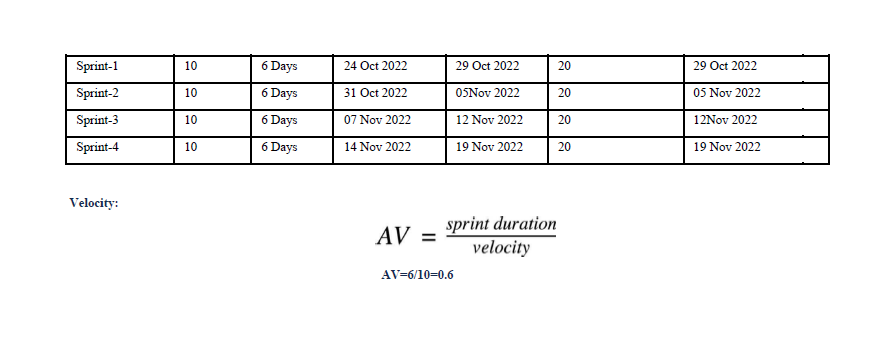 Sprint-1 10 6 Days 24 Oct 2022 29 Oct 2022 20 29 Oct 2022
Sprint-2 10 6 Days 31 Oct 2022 05Nov 2022 20 05 Nov 2022
Sprint-3 10 6 Days 07 Nov 2022 12 Nov 2022 20 12Nov 2022
Sprint-4 10 6 Days 14 Nov 2022 19 Nov 2022 20 19 Nov 2022
Velocity:
AV = sprint duration / velocity
AV=6/10=0.6